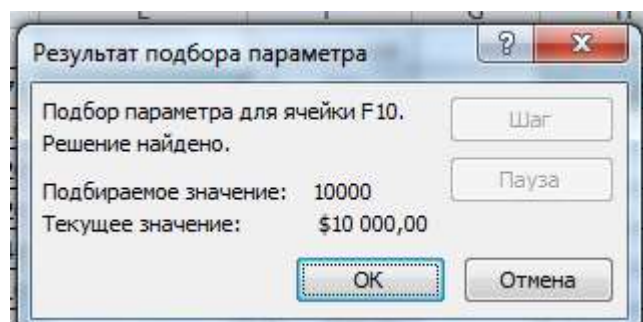 Результат подбора параметра
Подбор параметра для ячейки F10.
Решение найдено.
Шаг
Подбираемое значение: 10000
Пауза
Текущее значение: $10 000,00
ОК
Отмена